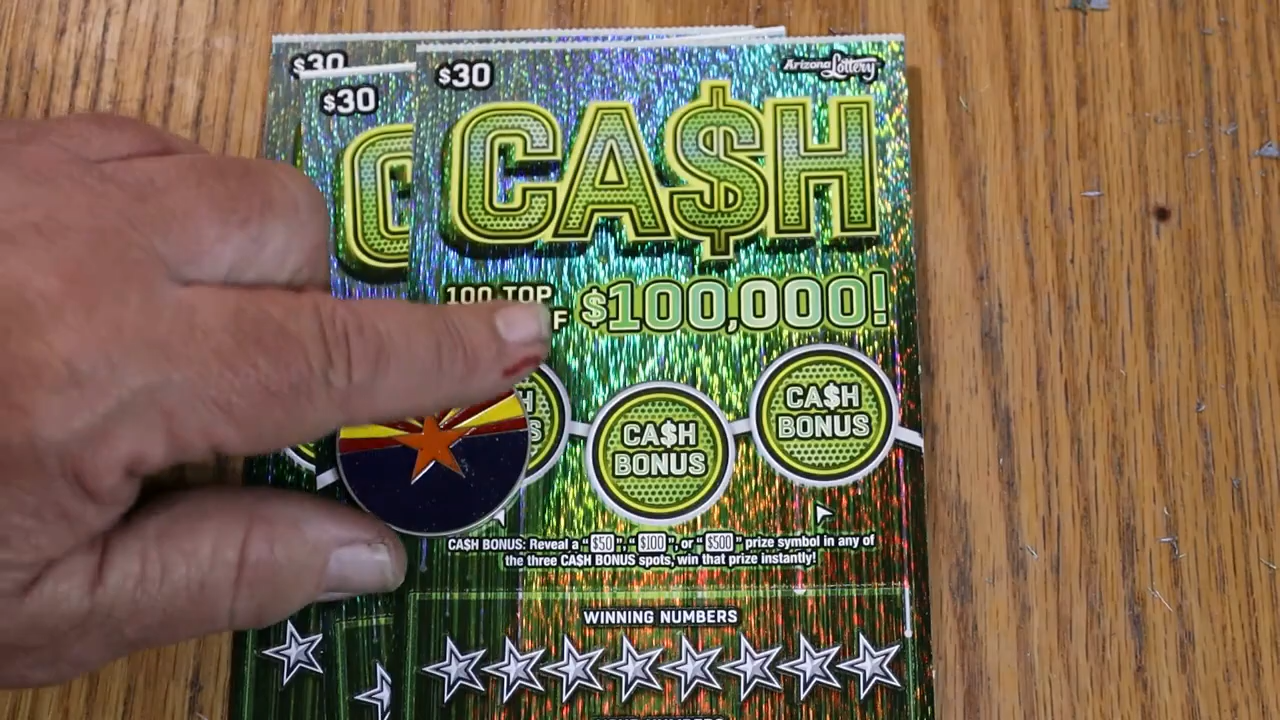 $30
$30
$30
Arizona Lottery
CA$H
100 TOP
$100,000!
CA$H
BONUS
CA$H
BONUS
CA$H BONUS: Reveal a "$50", "$100", or "$500" prize symbol in any of
the three CA$H BONUS spots, win that prize instantly!
WINNING NUMBERS